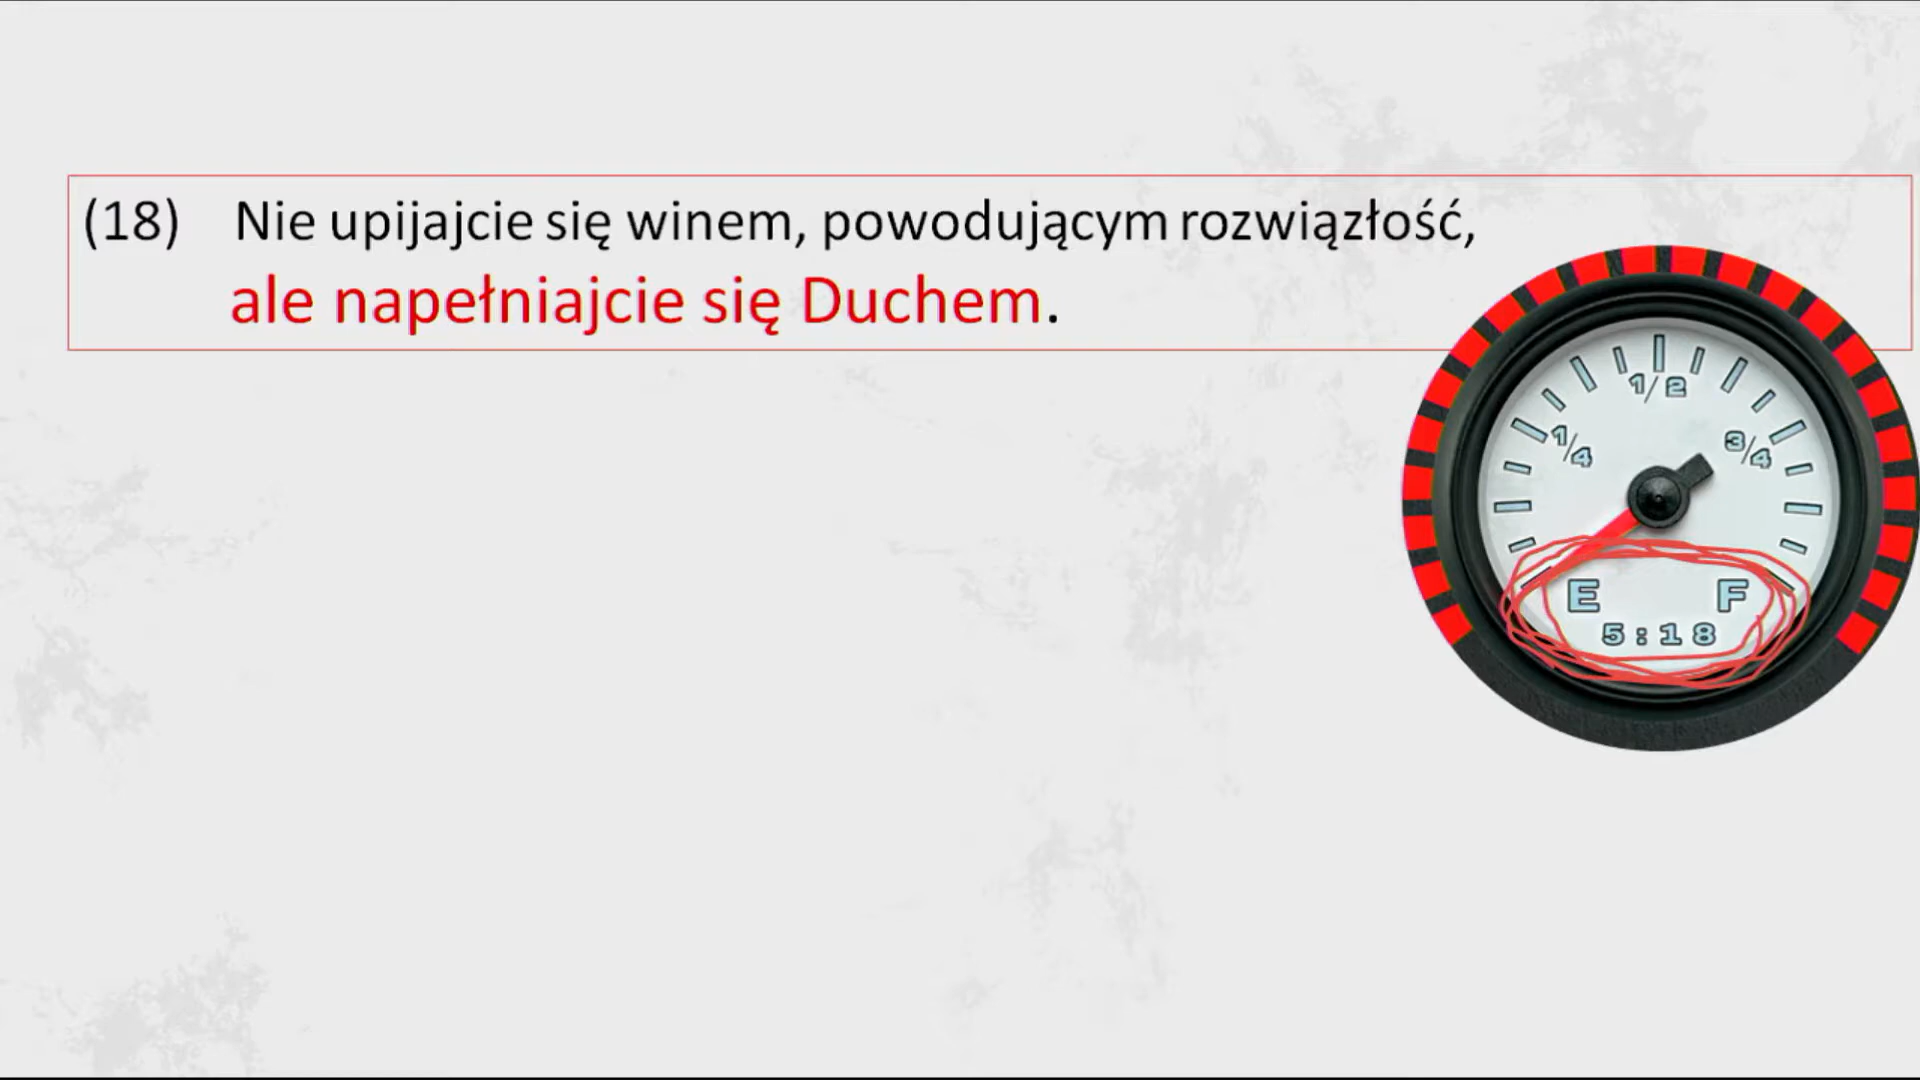 (18) Nie upijajcie się winem, powodującym rozwiązłość,
ale napełniajcie się Duchem.
1/2
1/4 3/4
E F
5:18